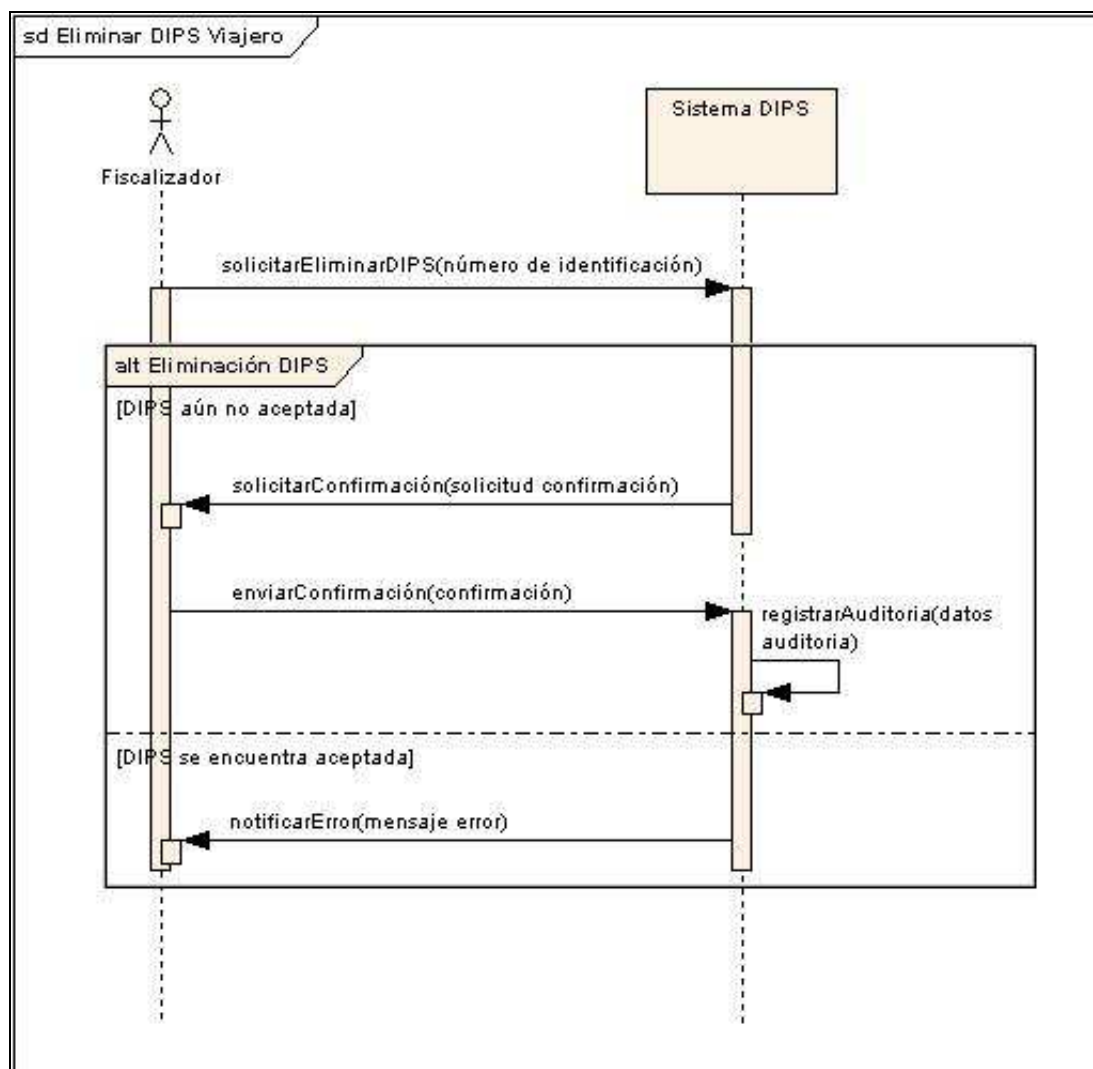 sd Eliminar DIPS Viajero
Sistema DIPS
Fiscalizador
solicitarEliminarDIPS(número de identificación)
alt Eliminación DIPS
[DIPS aún no aceptada]
solicitarConfirmación(solicitud confirmación)
enviarConfirmación(confirmación)
registrarAuditoria(datos
auditoria)
[DIPS se encuentra aceptada]
notificarError(mensaje error)